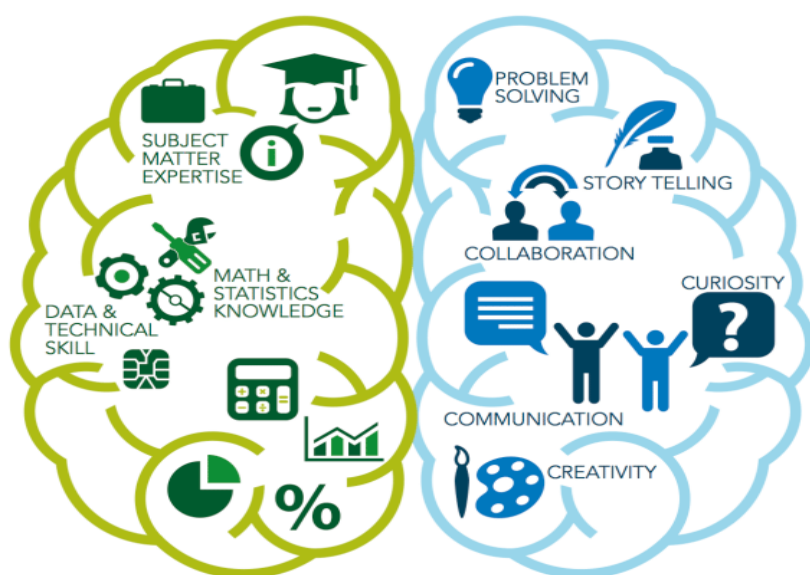 SUBJECT
MATTER
EXPERTISE
i
MATH &
STATISTICS
KNOWLEDGE
DATA &
TECHNICAL
SKILL
%
PROBLEM
SOLVING
STORY TELLING
COLLABORATION
CURIOSITY
?
COMMUNICATION
CREATIVITY